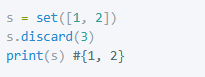 s = set([1, 2])
s.discard(3)
print(s) #{1, 2}